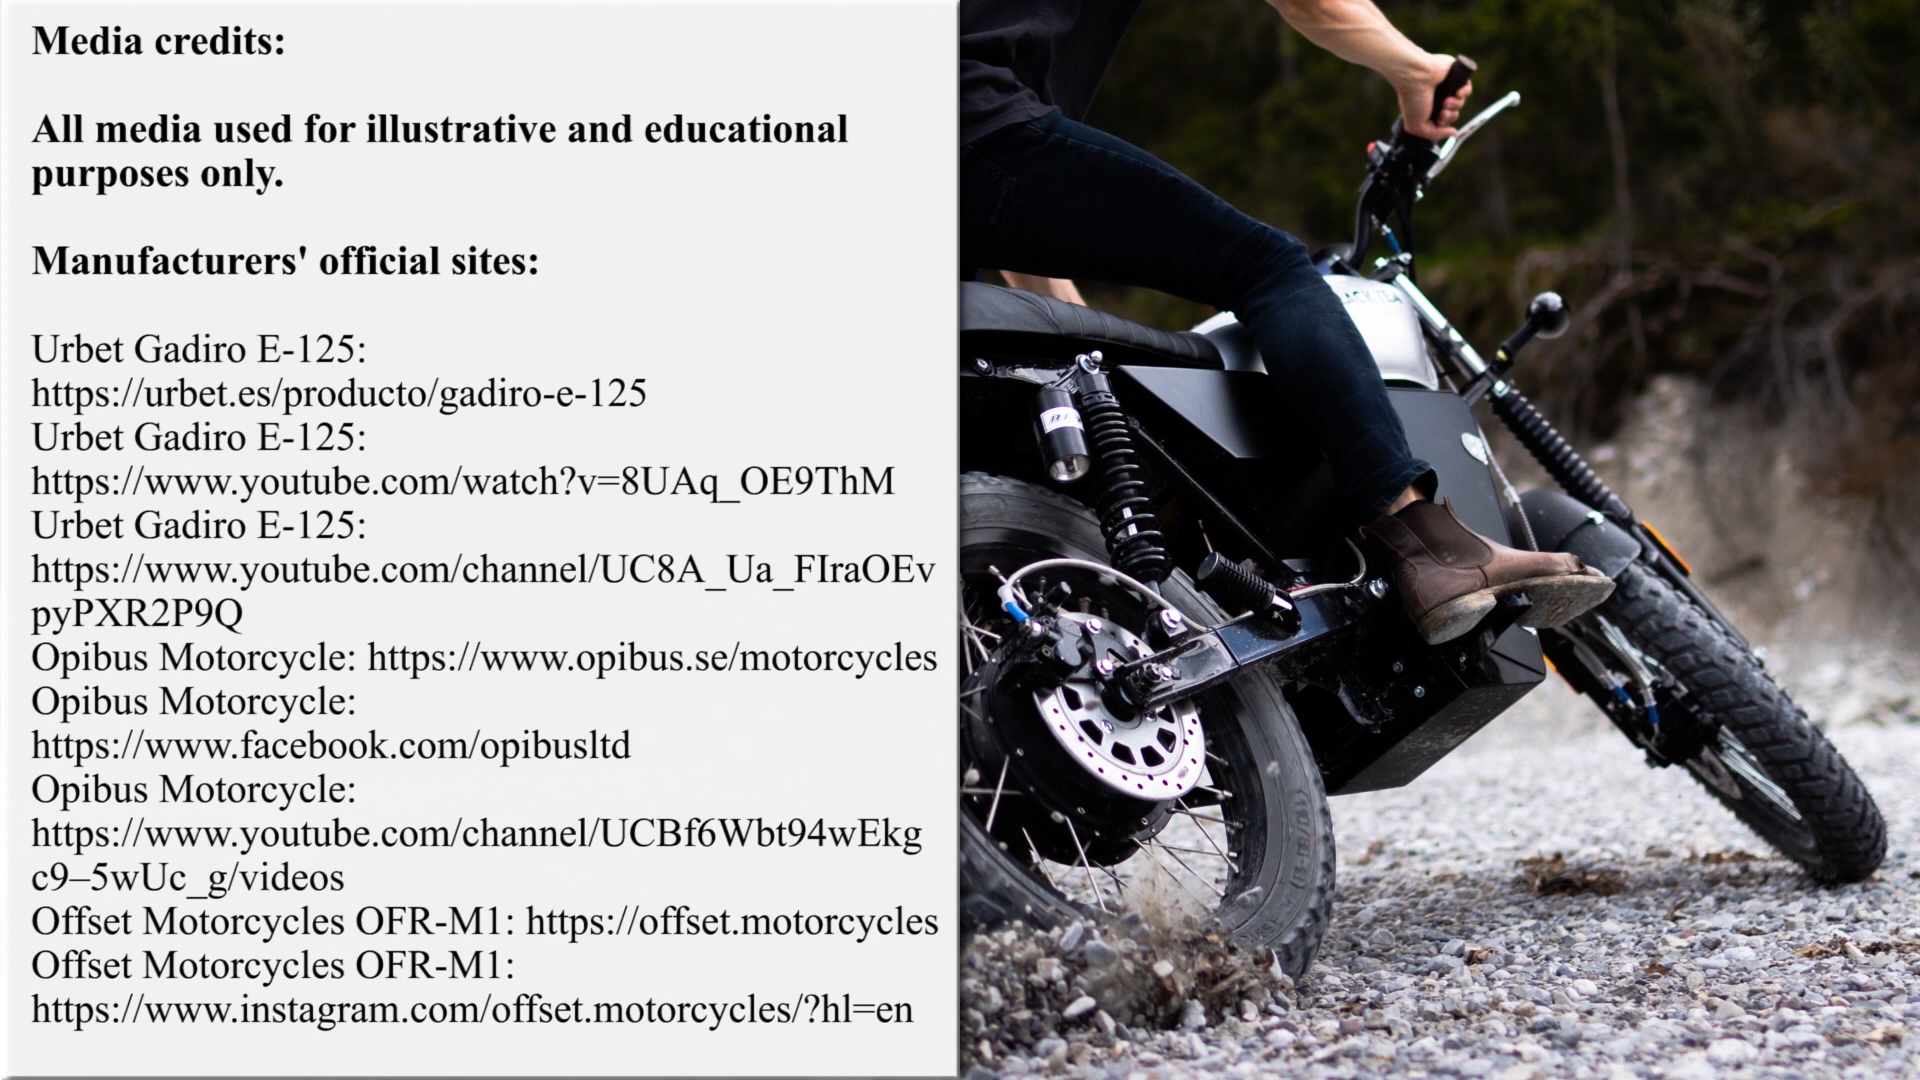 Media credits:
All media used for illustrative and educational
purposes only.
Manufacturers' official sites:
Urbet Gadiro E-125:
https://urbet.es/producto/gadiro-e-125
Urbet Gadiro E-125:
https://www.youtube.com/watch?v=8UAq_OE9ThM
Urbet Gadiro E-125:
https://www.youtube.com/channel/UC8A_Ua_FIraOEv
pyPXR2P9Q
Opibus Motorcycle: https://www.opibus.se/motorcycles
Opibus Motorcycle:
https://www.facebook.com/opibusltd
Opibus Motorcycle:
https://www.youtube.com/channel/UCBf6Wbt94wEkg
c9–5wUc_g/videos
Offset Motorcycles OFR-M1: https://offset.motorcycles
Offset Motorcycles OFR-M1:
https://www.instagram.com/offset.motorcycles/?hl=en